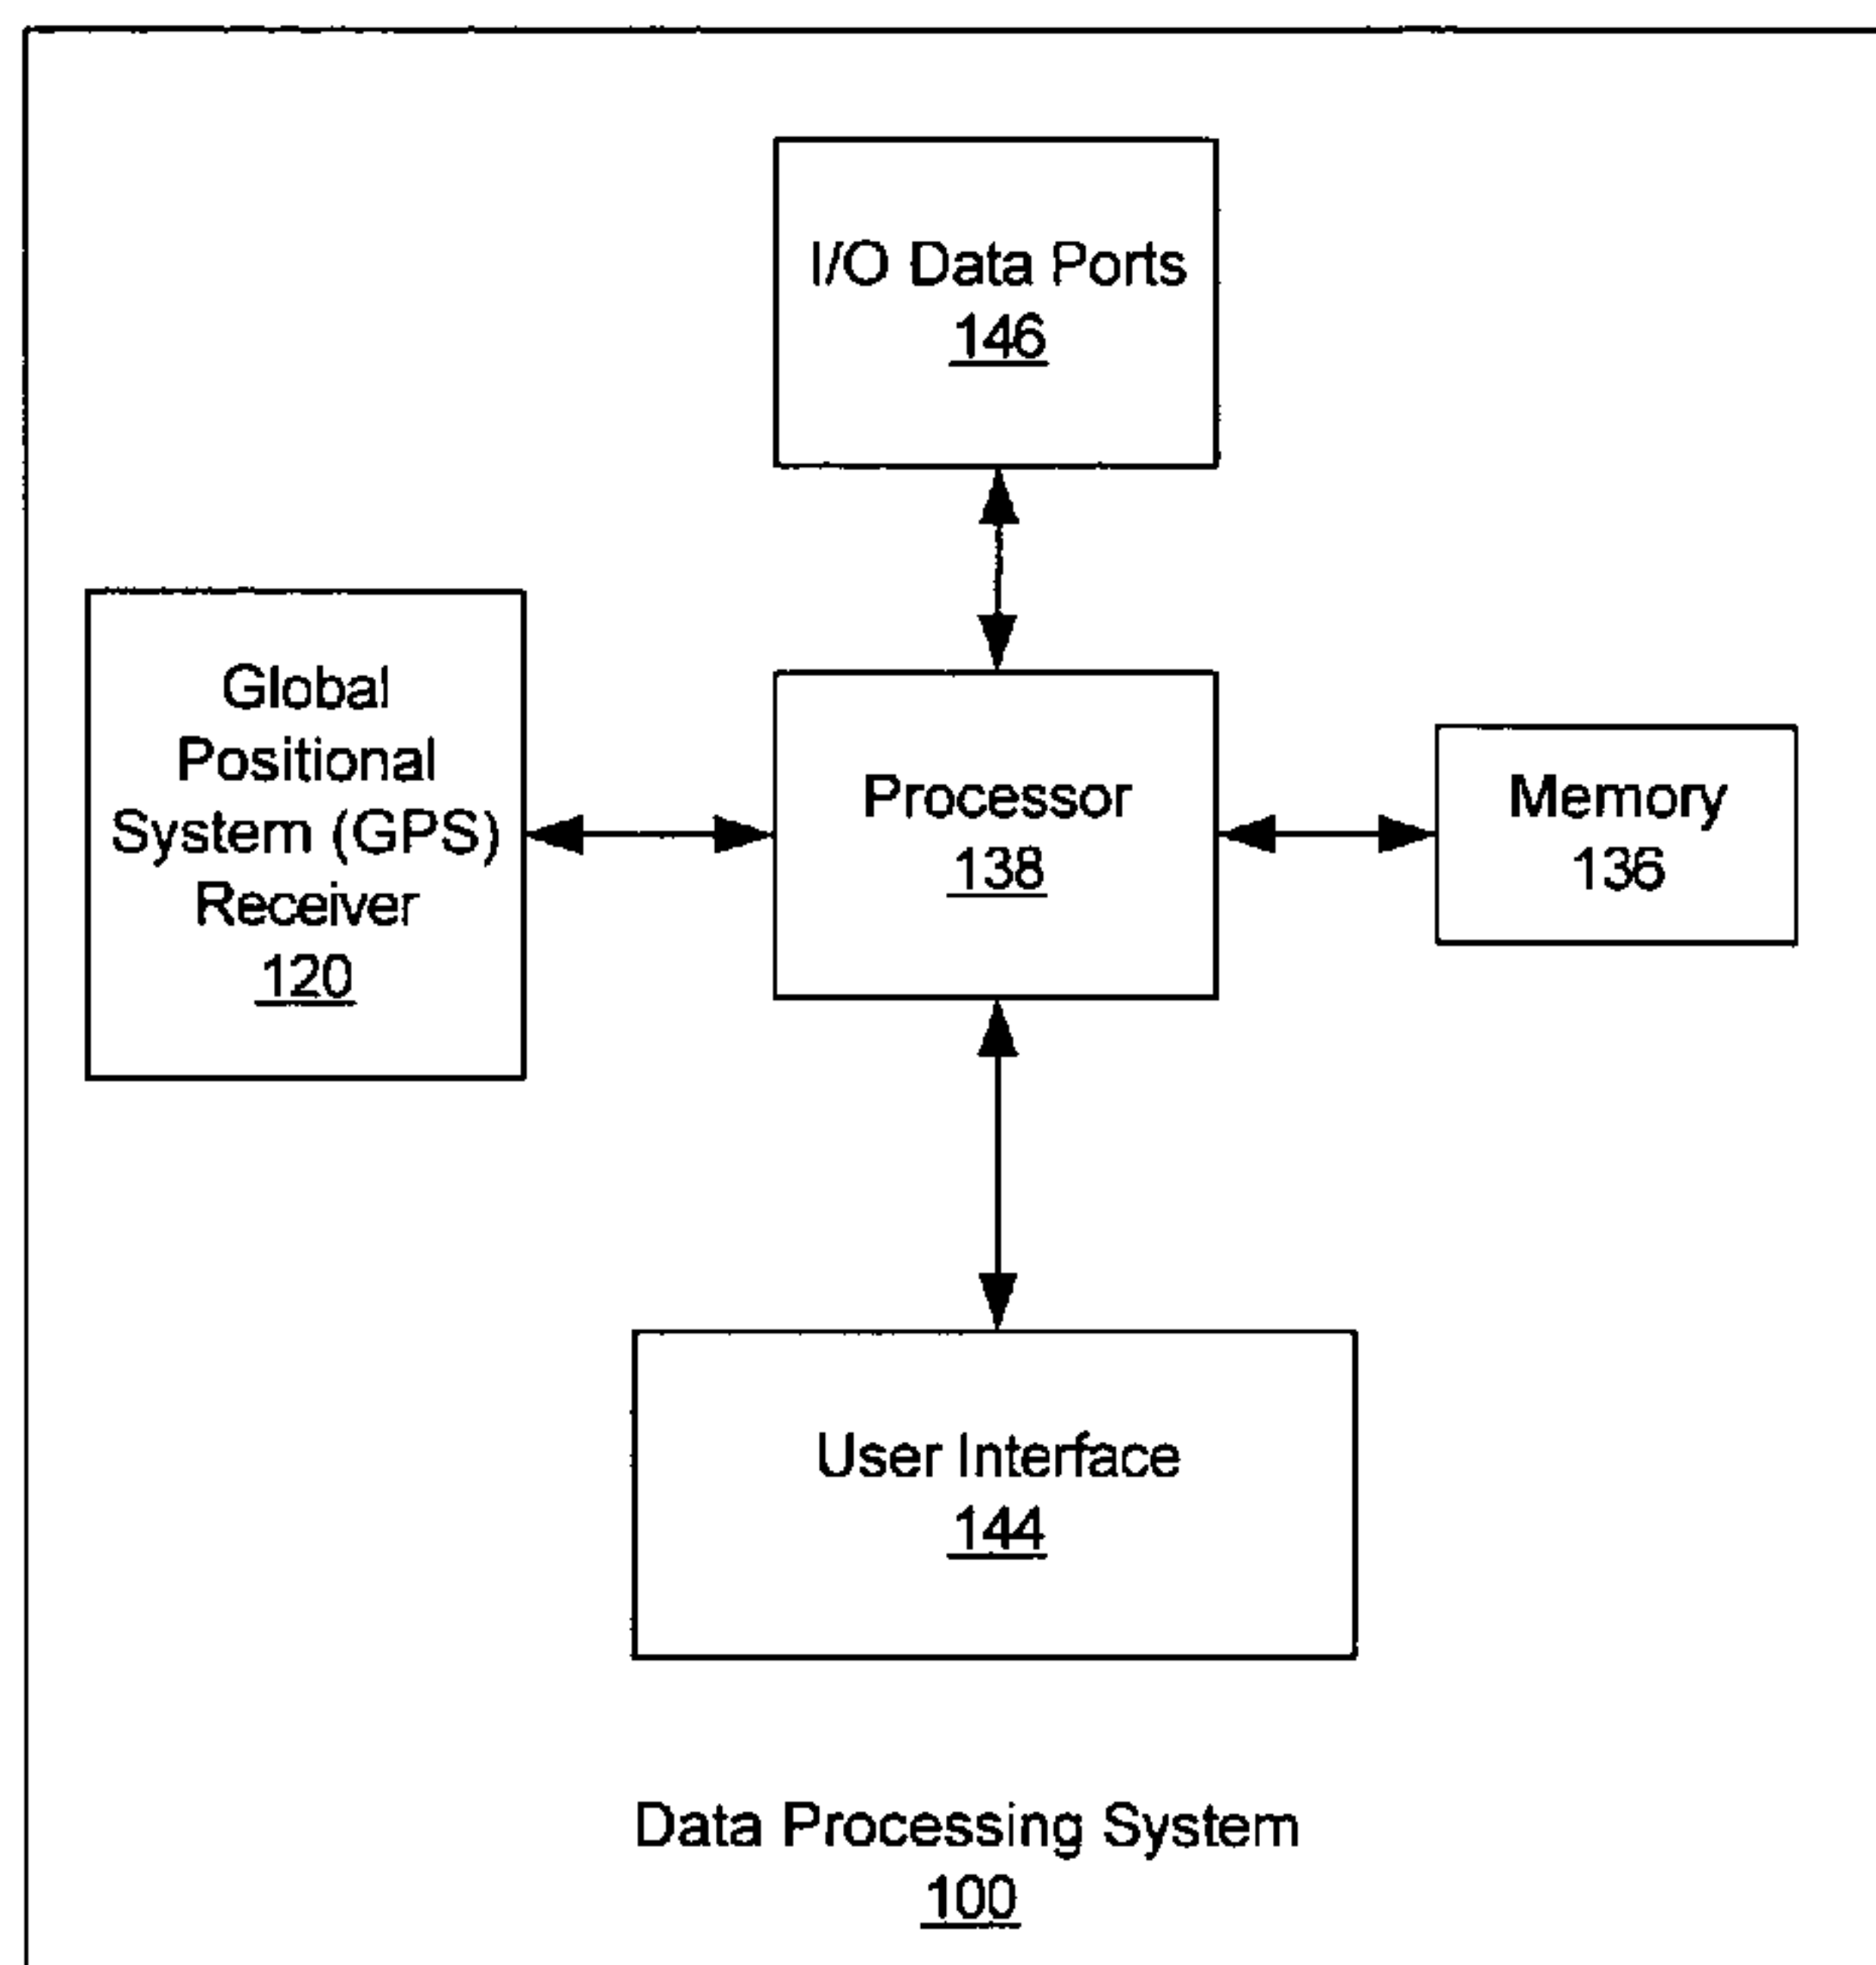 I/O Data Ports
146
Global
Positional
System (GPS)
Receiver
120
Processor
138
Memory
136
User Interface
144
Data Processing System
100